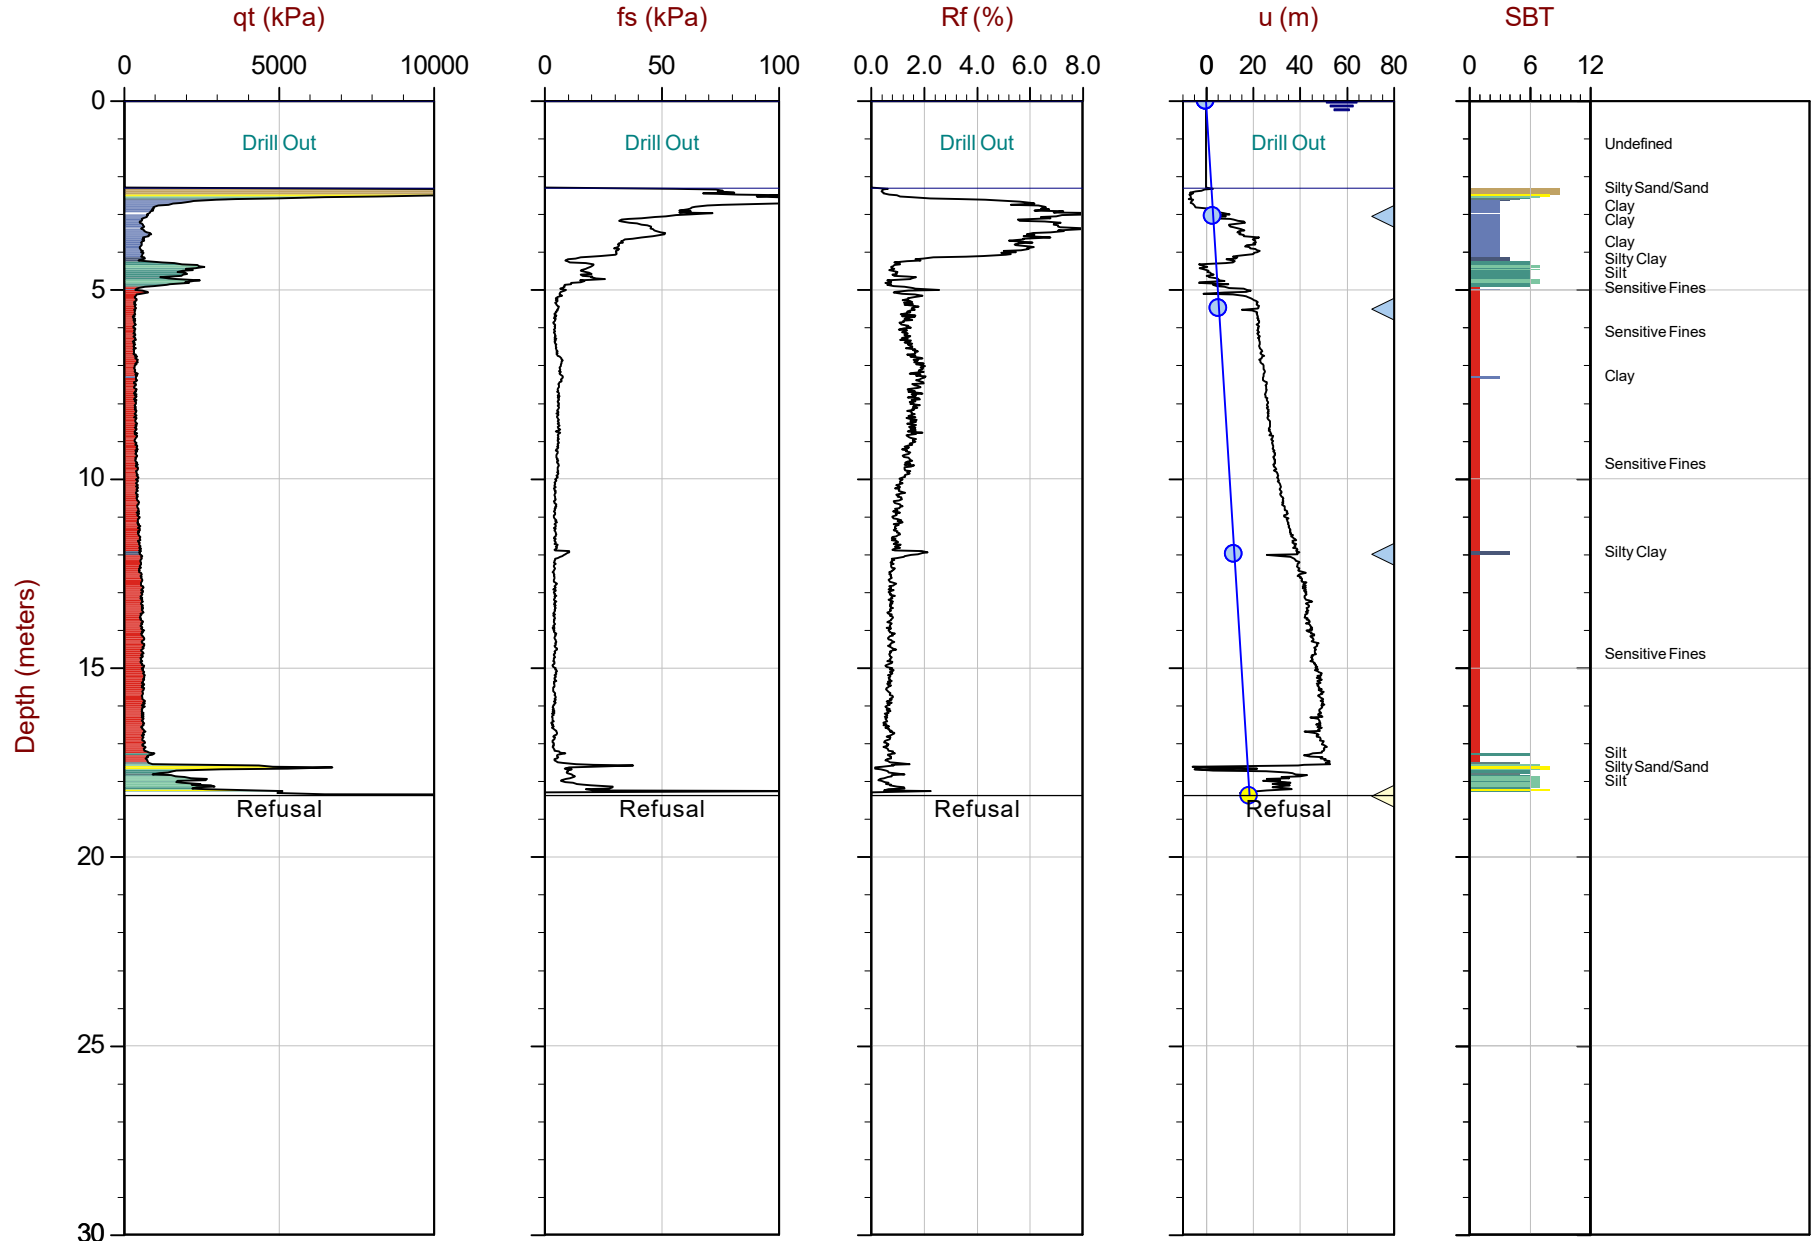 qt (kPa) fs (kPa) Rf (%) u (m) SBT
0 5000 10000 0 50 100 0.0 2.0 4.0 6.0 8.0 0 20 40 60 80 0 6 12
0
Drill Out Drill Out Drill Out Drill Out Undefined
Silty Sand/Sand
Clay
Clay
Clay
Silty Clay
Silt
5 Sensitive Fines
Sensitive Fines
Clay
Sensitive Fines
10
Silty Clay
Sensitive Fines
15
Depth (meters)
Silt
Silty Sand/Sand
Silt
Refusal Refusal Refusal Refusal
20
25
30